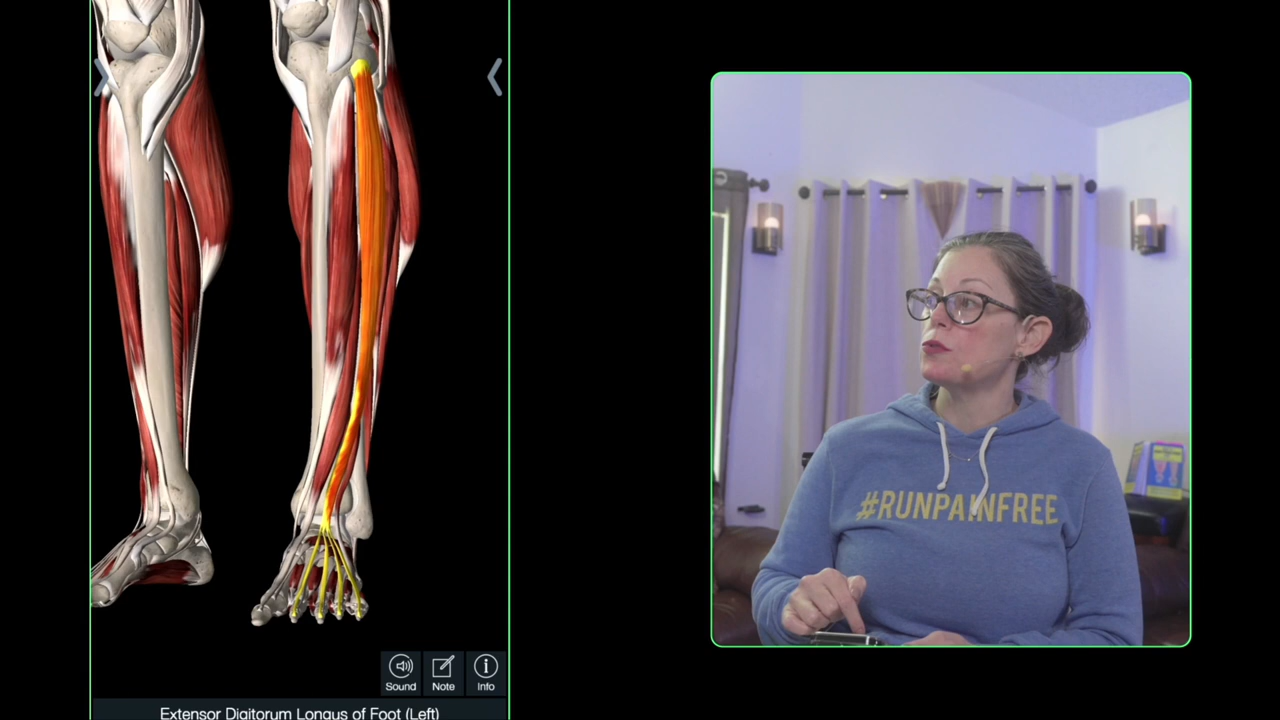 Sound
Note
Info
Extensor Digitorum Longus of Foot (Left)
#RUNPAINFREE